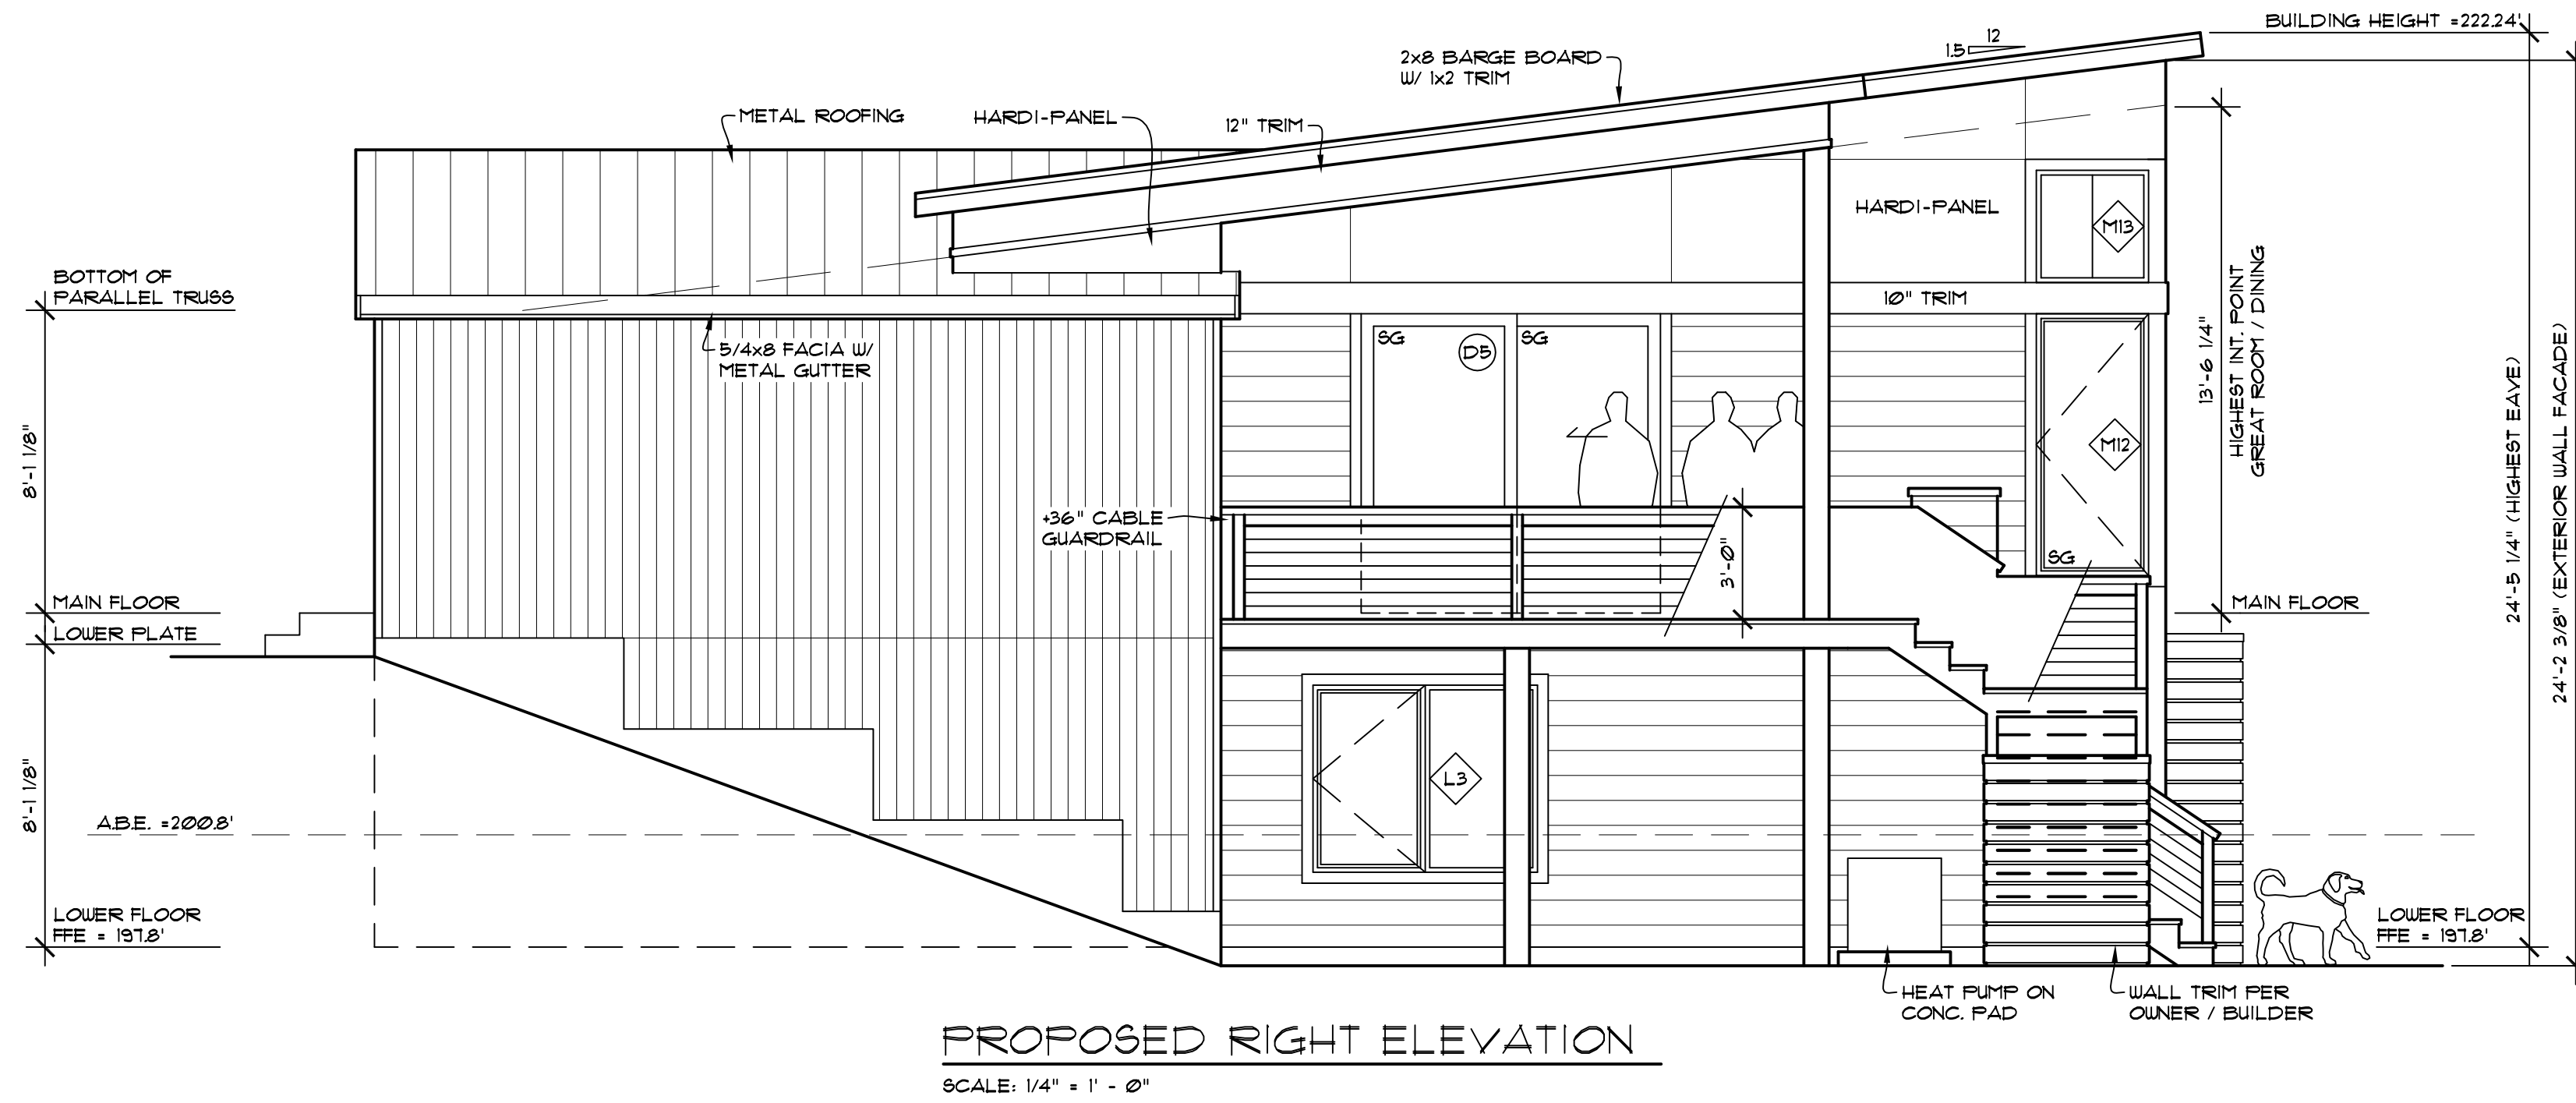 BUILDING HEIGHT =222.24'
12
1.5
2x8 BARGE BOARD
W/ 1x2 TRIM
METAL ROOFING
HARDI-PANEL
12" TRIM
HARDI-PANEL
M13
BOTTOM OF
PARALLEL TRUSS
10" TRIM
5/4x8 FACIA W/
METAL GUTTER
SG
D5
SG
M12
SG
13'-6 1/4"
HIGHEST INT. POINT
GREAT ROOM / DINING
24'-5 1/4" (HIGHEST EAVE)
24'-2 3/8" (EXTERIOR WALL FACADE)
8'-1 1/8"
+36" CABLE
GUARDRAIL
3'-0"
MAIN FLOOR
LOWER PLATE
MAIN FLOOR
L3
8'-1 1/8"
A.B.E. =200.8'
LOWER FLOOR
FFE = 197.8'
LOWER FLOOR
FFE = 197.8'
HEAT PUMP ON
CONC. PAD
WALL TRIM PER
OWNER / BUILDER
PROPOSED RIGHT ELEVATION
SCALE: 1/4" = 1' - 0"